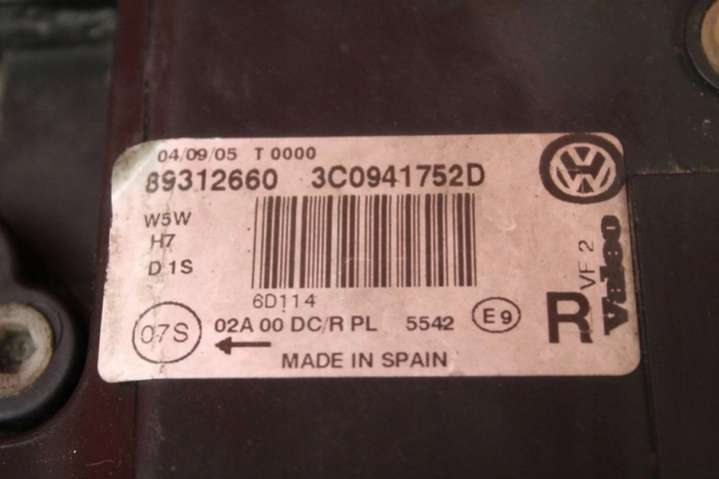 04/09/05 T 0000
89312660 3C0941752D
W5W
H7
D1S
6D114
07S 02A 00 DC/R PL 5542 E9
MADE IN SPAIN
R
VF 2
Valeo